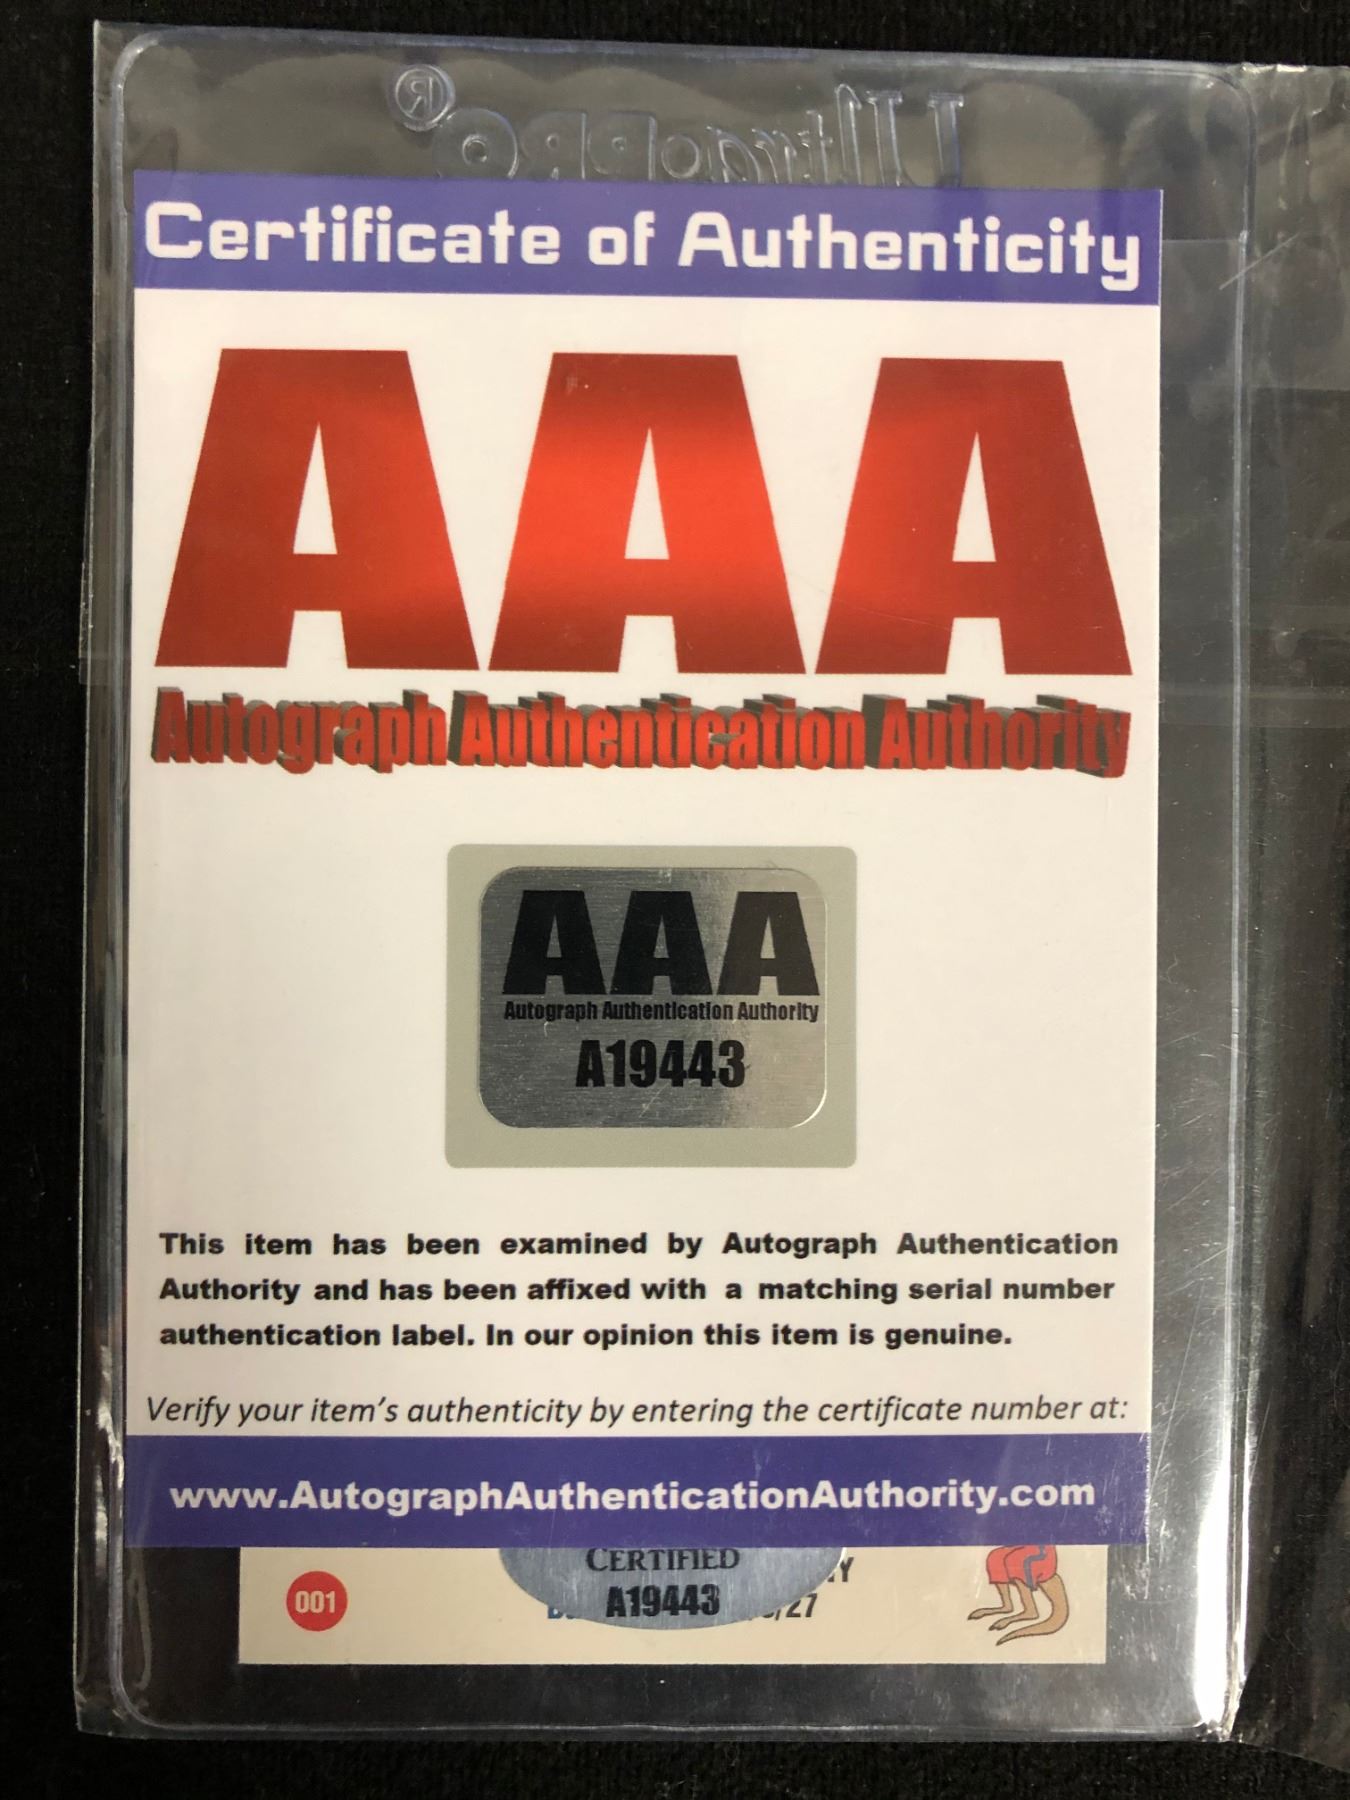 UltraPRO®
Certificate of Authenticity
AAA
Autograph Authentication Authority
AAA
Autograph Authentication Authority
A19443
This item has been examined by Autograph Authentication
Authority and has been affixed with a matching serial number
authentication label. In our opinion this item is genuine.
Verify your item's authenticity by entering the certificate number at:
www.AutographAuthenticationAuthority.com
CERTIFIED
001
A19443
/27